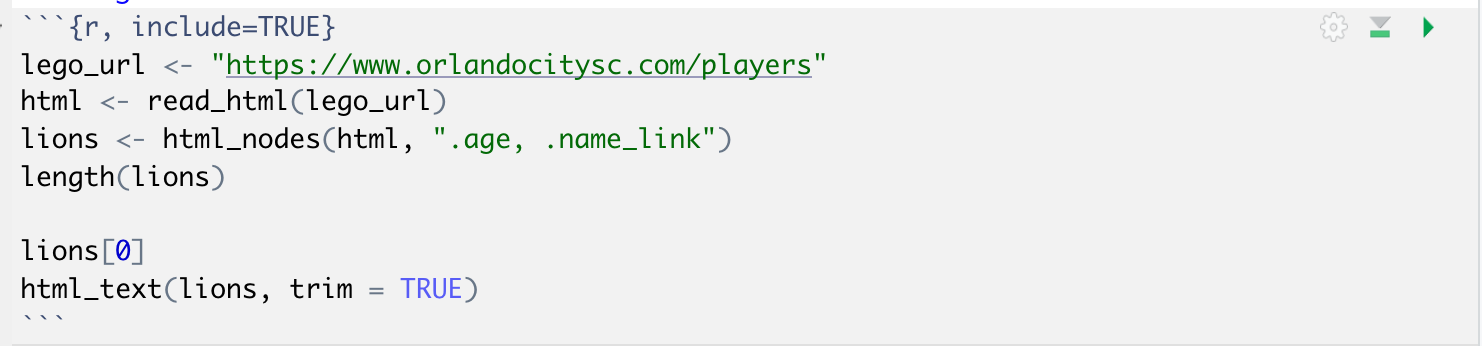 ```{r, include=TRUE}
lego_url <- "https://www.orlandocitysc.com/players"
html <- read_html(lego_url)
lions <- html_nodes(html, ".age, .name_link")
length(lions)
lions[0]
html_text(lions, trim = TRUE)
```